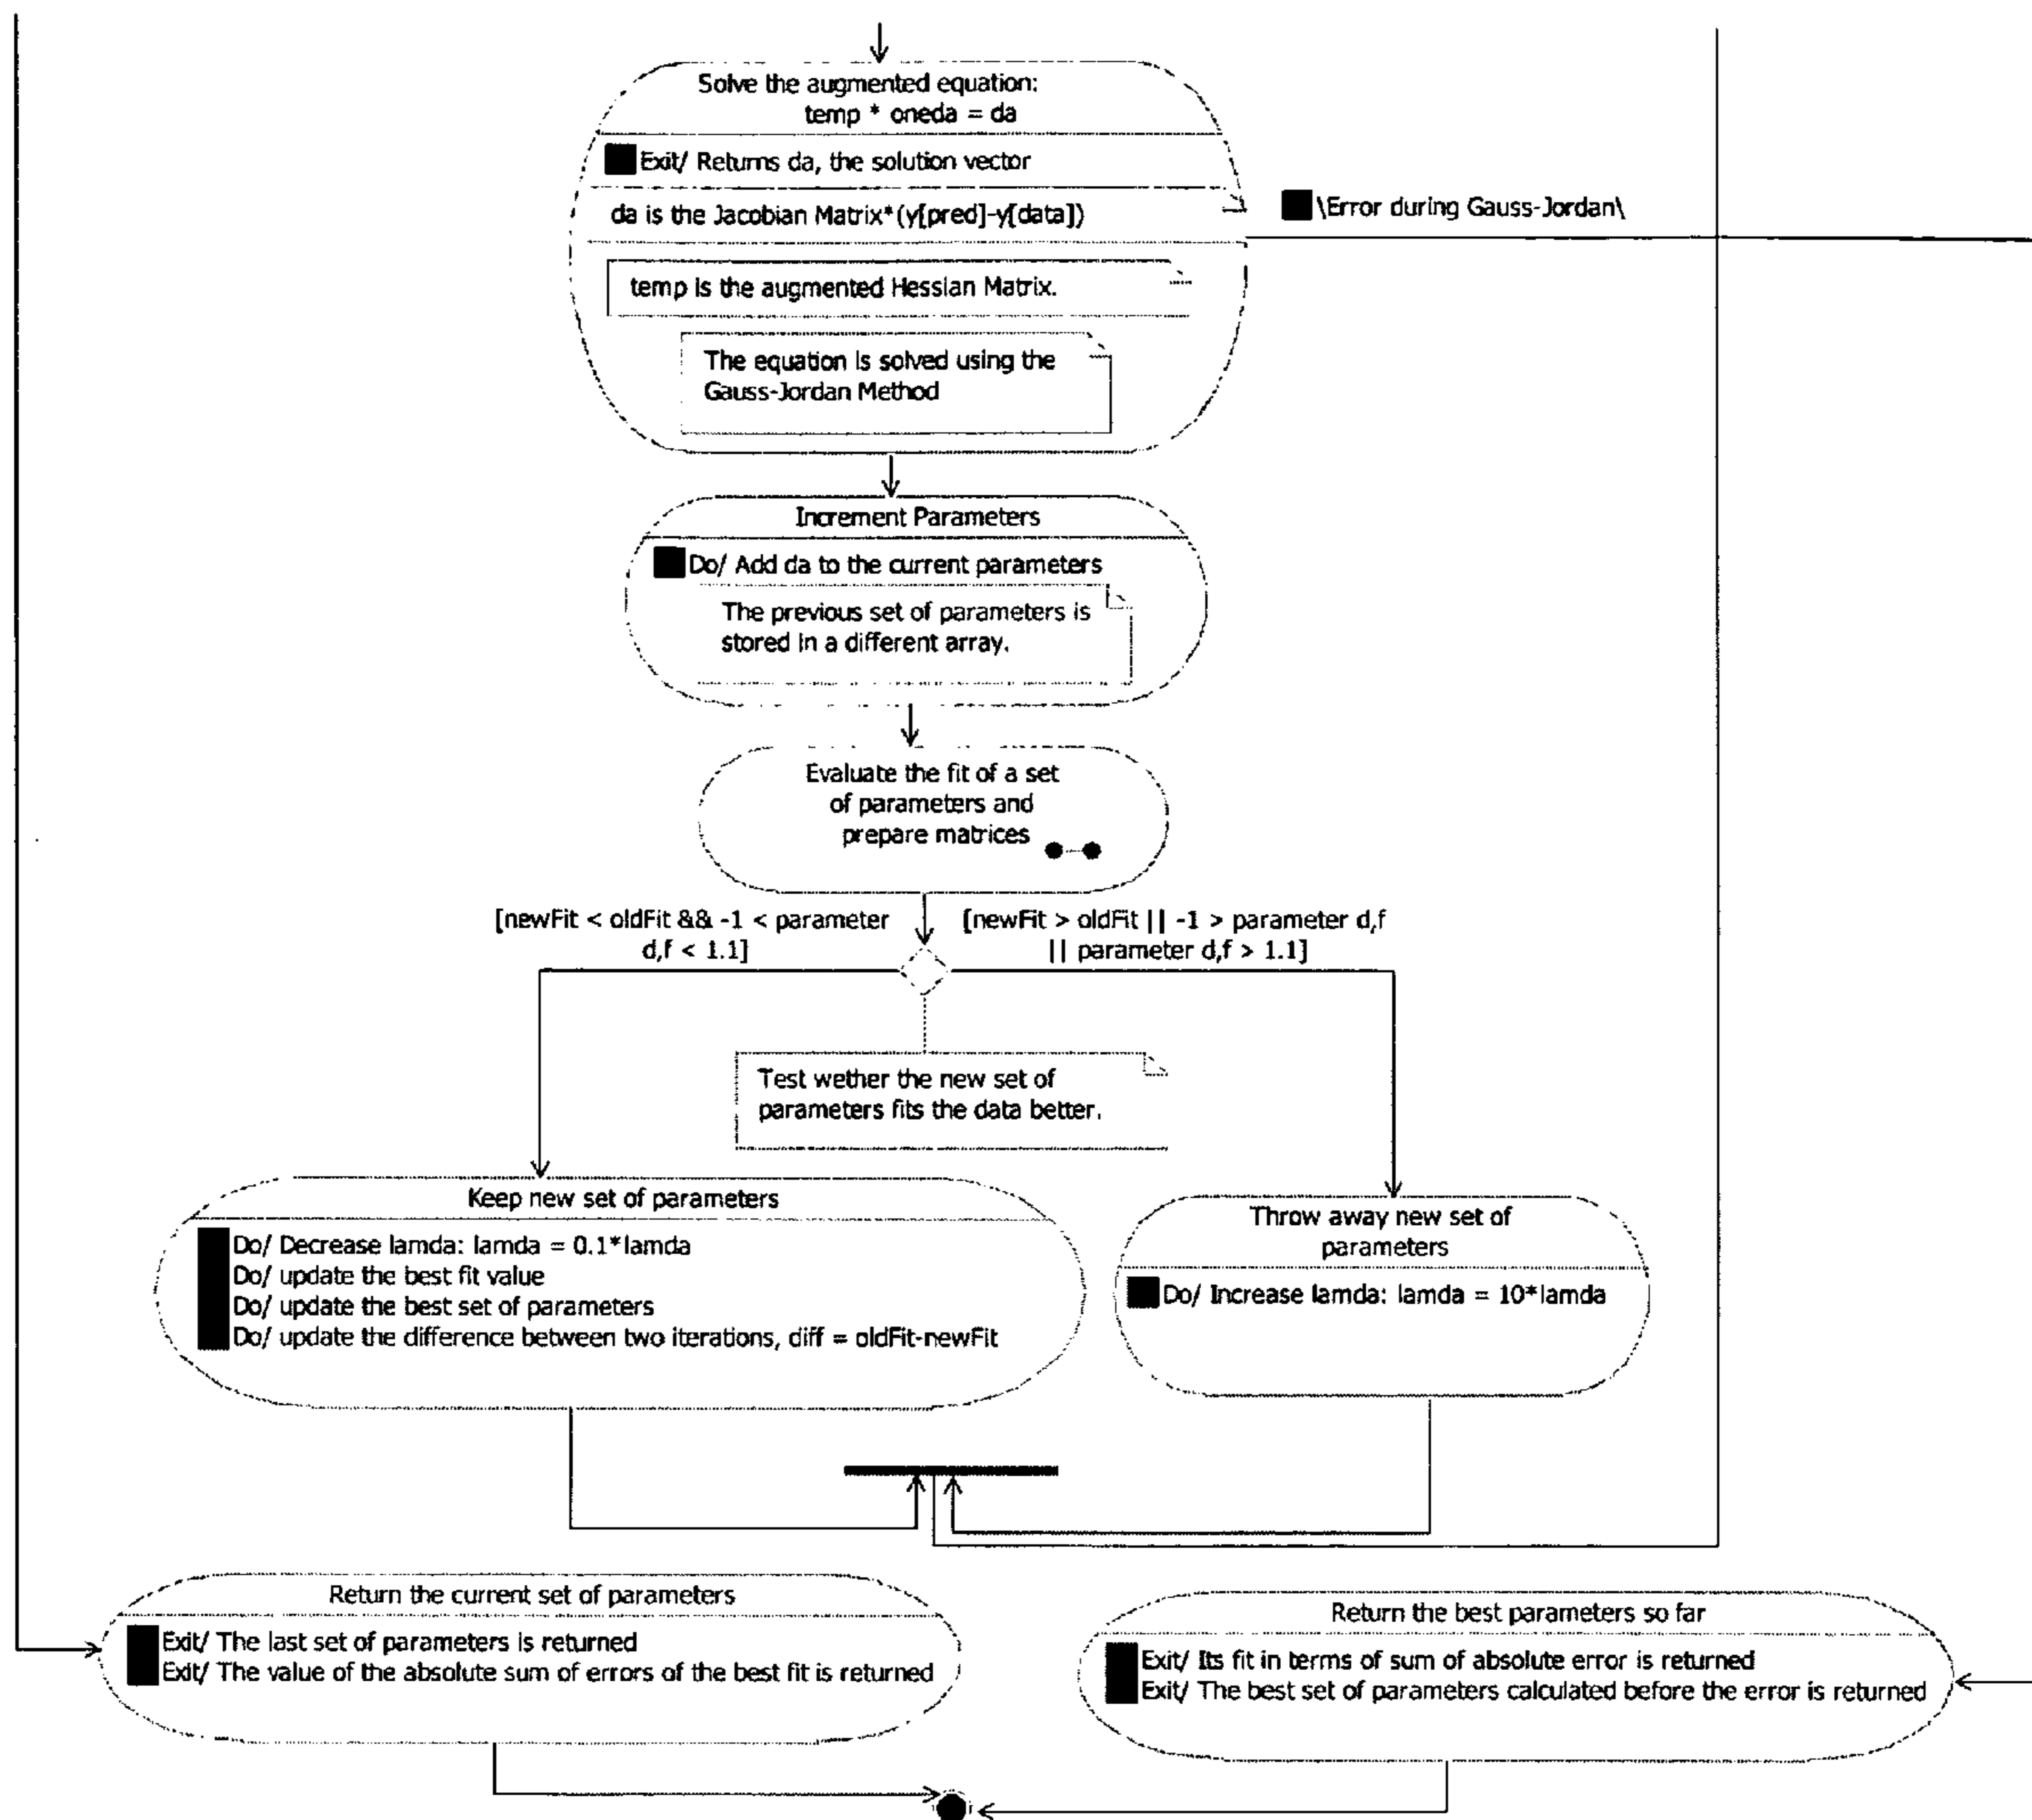 Solve the augmented equation:
temp * oneda = da
Exit/ Returns da, the solution vector
da is the Jacobian Matrix*(y[pred]-y[data])
\Error during Gauss-Jordan\
temp is the augmented Hessian Matrix.
The equation is solved using the
Gauss-Jordan Method
Increment Parameters
Do/ Add da to the current parameters
The previous set of parameters is
stored in a different array.
Evaluate the fit of a set
of parameters and
prepare matrices
[newFit < oldFit && -1 < parameter
d,f < 1.1]
[newFit > oldFit || -1 > parameter d,f
|| parameter d,f > 1.1]
Test wether the new set of
parameters fits the data better.
Keep new set of parameters
Do/ Decrease lamda: lamda = 0.1*lamda
Do/ update the best fit value
Do/ update the best set of parameters
Do/ update the difference between two iterations, diff = oldFit-newFit
Throw away new set of
parameters
Do/ Increase lamda: lamda = 10*lamda
Return the current set of parameters
Exit/ The last set of parameters is returned
Exit/ The value of the absolute sum of errors of the best fit is returned
Return the best parameters so far
Exit/ Its fit in terms of sum of absolute error is returned
Exit/ The best set of parameters calculated before the error is returned